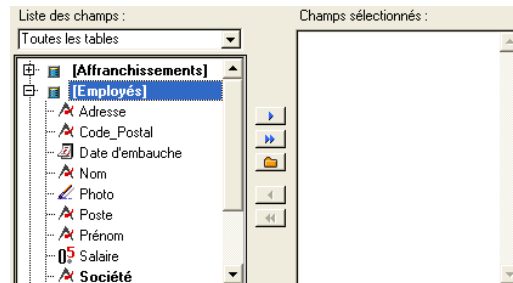 Liste des champs :
Champs sélectionnés :
Toutes les tables
[Affranchissements]
[Employés]
Adresse
Code_Postal
Date d'embauche
Nom
Photo
Poste
Prénom
Salaire
Société